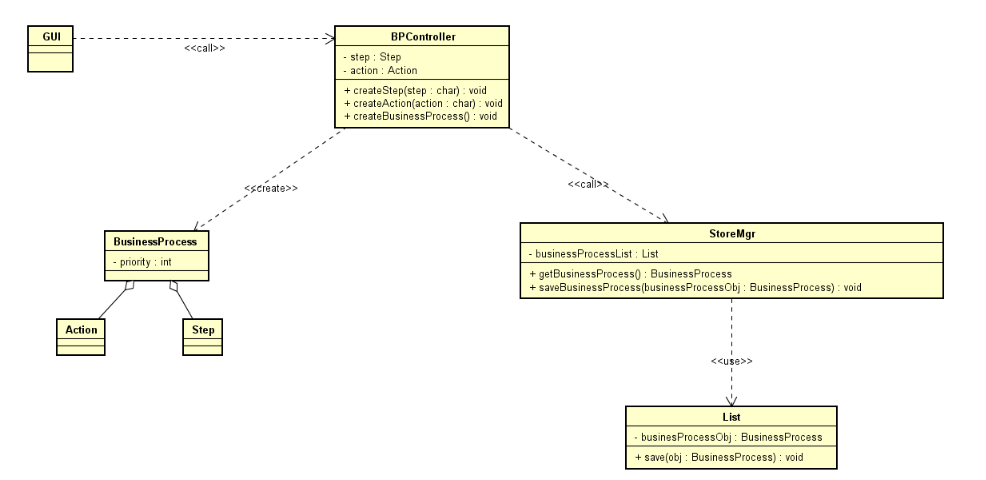 GUI
<<call>>
BPController
- step : Step
- action : Action
+ createStep(step : char) : void
+ createAction(action : char) : void
+ createBusinessProcess() : void
<<create>>
<<call>>
BusinessProcess
- priority : int
StoreMgr
- businessProcessList : List
+ getBusinessProcess() : BusinessProcess
+ saveBusinessProcess(businessProcessObj : BusinessProcess) : void
Action
Step
<<use>>
List
- businesProcessObj : BusinessProcess
+ save(obj : BusinessProcess) : void